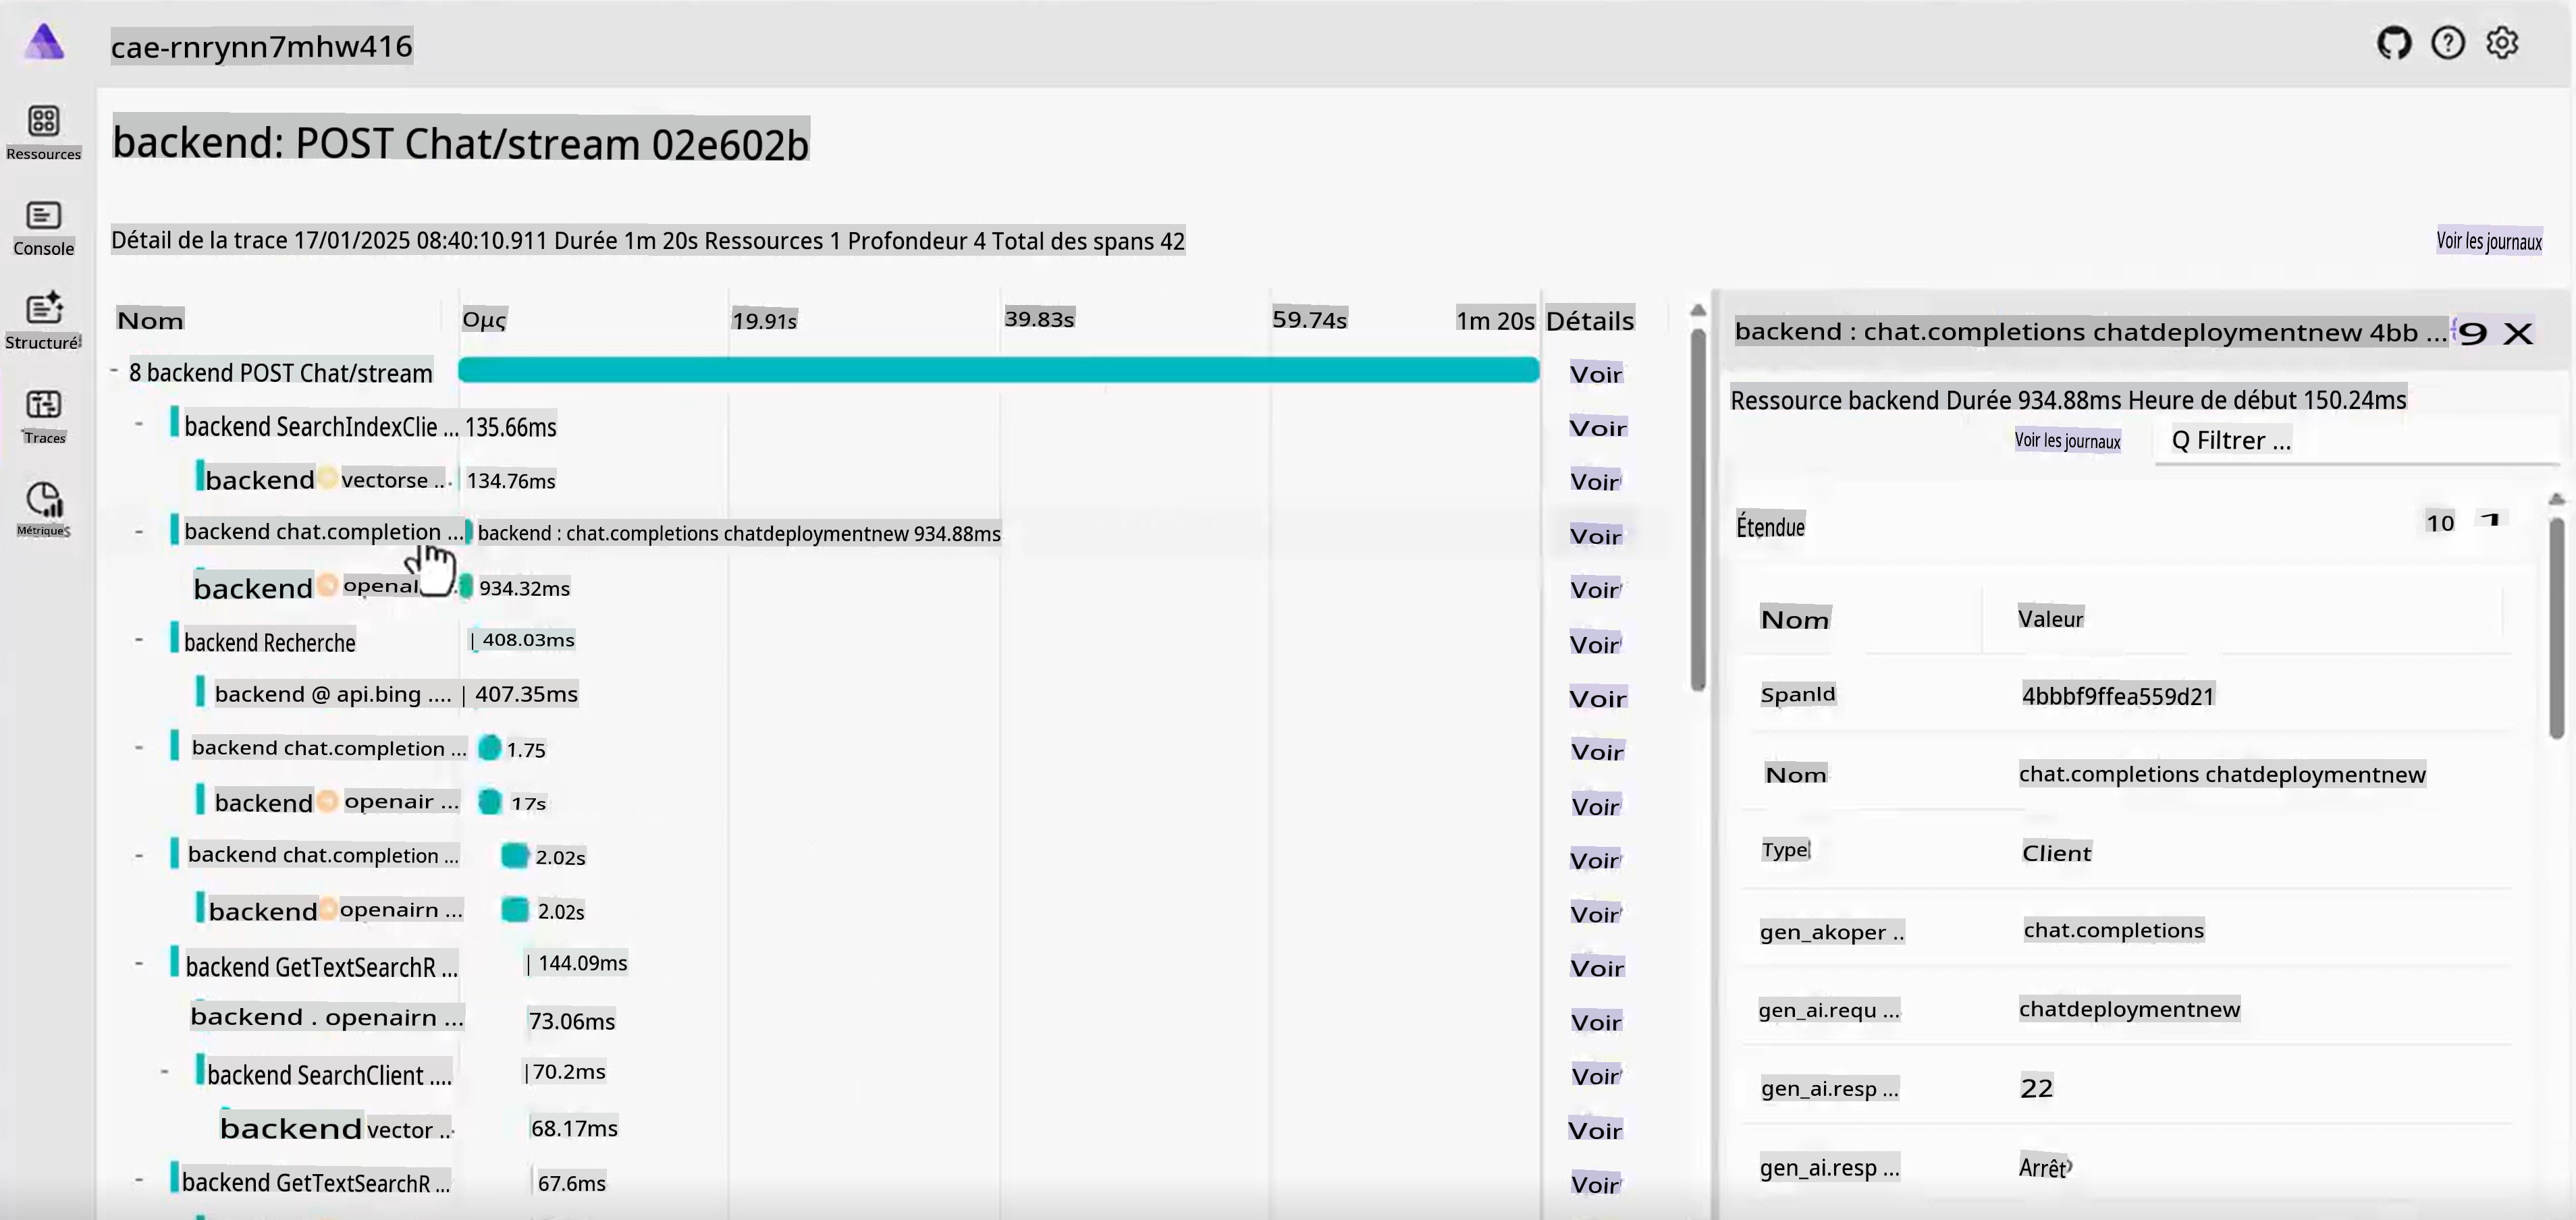 cae-rnrynn7mhw416
Ressources
Console
Structuré
Traces
Métriques
backend: POST Chat/stream 02e602b
Détail de la trace 17/01/2025 08:40:10.911 Durée 1m 20s Ressources 1 Profondeur 4 Total des spans 42
Voir les journaux
Nom 0μς 19.91s 39.83s 59.74s 1m 20s Détails
- 8 backend POST Chat/stream Voir
- backend SearchIndexClie ... 135.66ms Voir
backend vectorse ... 134.76ms Voir
- backend chat.completion ... backend : chat.completions chatdeploymentnew 934.88ms Voir
backend openai 934.32ms Voir
- backend Recherche | 408.03ms Voir
backend @ api.bing .... | 407.35ms Voir
- backend chat.completion ... 1.75 Voir
backend openair ... 17s Voir
- backend chat.completion ... 2.02s Voir
backend openairn ... 2.02s Voir
- backend GetTextSearchR ... | 144.09ms Voir
backend . openairn ... 73.06ms Voir
- backend SearchClient .... |70.2ms Voir
backend vector ... 68.17ms Voir
- backend GetTextSearchR ... 67.6ms Voir
backend : chat.completions chatdeploymentnew 4bb ... 9 X
Ressource backend Durée 934.88ms Heure de début 150.24ms
Voir les journaux Q Filtrer ...
Étendue 10
Nom Valeur
SpanId 4bbbf9ffea559d21
Nom chat.completions chatdeploymentnew
Type Client
gen_akoper .. chat.completions
gen_ai.requ ... chatdeploymentnew
gen_ai.resp ... 22
gen_ai.resp ... Arrêt